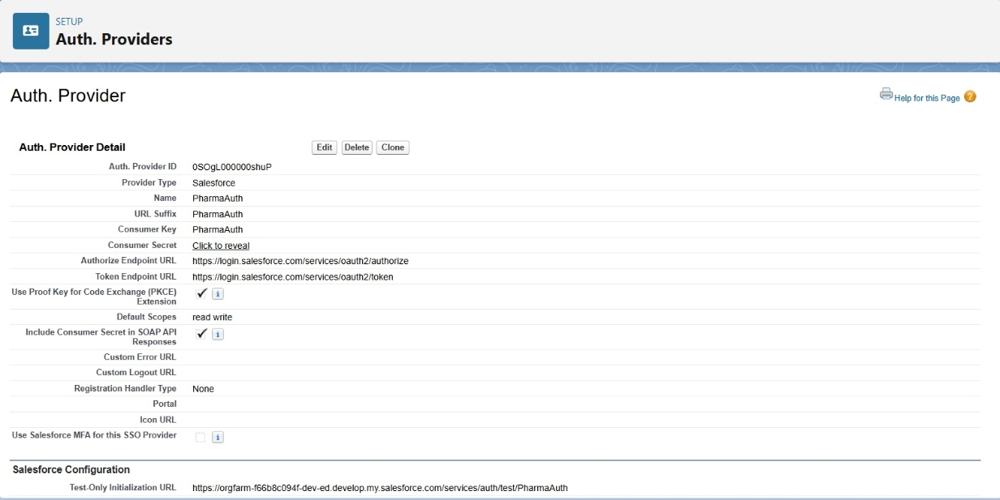 SETUP
Auth. Providers
Auth. Provider
Help for this Page ?
Auth. Provider Detail Edit Delete Clone
Auth. Provider ID 0SOgL000000shuP
Provider Type Salesforce
Name PharmaAuth
URL Suffix PharmaAuth
Consumer Key PharmaAuth
Consumer Secret Click to reveal
Authorize Endpoint URL https://login.salesforce.com/services/oauth2/authorize
Token Endpoint URL https://login.salesforce.com/services/oauth2/token
Use Proof Key for Code Exchange (PKCE)
Extension i
Default Scopes read write
Include Consumer Secret in SOAP API
Responses i
Custom Error URL
Custom Logout URL
Registration Handler Type None
Portal
Icon URL
Use Salesforce MFA for this SSO Provider i
Salesforce Configuration
Test-Only Initialization URL https://orgfarm-f66b8c094f-dev-ed.develop.my.salesforce.com/services/auth/test/PharmaAuth